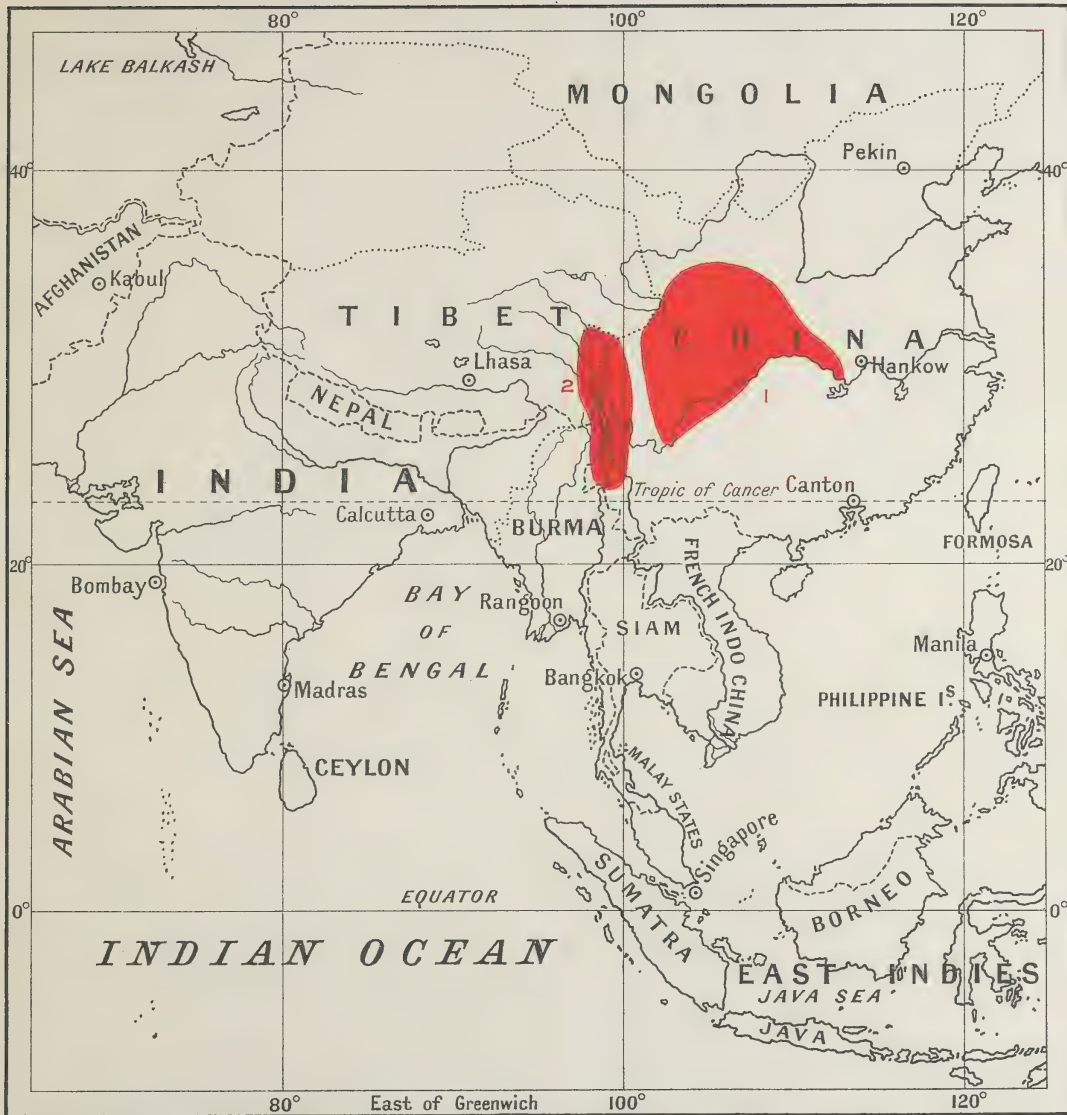 80°
100°
120°
LAKE BALKASH
MONGOLIA
Pekin
40°
40°
AFGHANISTAN
Kabul
TIBET
CHINA
Hankow
Lhasa
2
1
NEPAL
INDIA
Tropic of Cancer
Canton
Calcutta
BURMA
FORMOSA
FRENCH INDO CHINA
20°
20°
Bombay
BAY
OF
BENGAL
Rangoon
SIAM
Manila
ARABIAN SEA
Madras
Bangkok
PHILIPPINE Is.
CEYLON
MALAY STATES
Singapore
SUMATRA
EQUATOR
BORNEO
0°
0°
INDIAN OCEAN
EAST INDIES
JAVA SEA
JAVA
80°
East of Greenwich
100°
120°